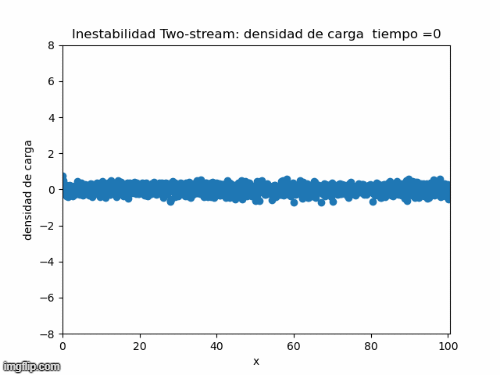 Inestabilidad Two-stream: densidad de carga  tiempo =0
8
6
4
2
0
−2
−4
−6
−8
densidad de carga
0 20 40 60 80 100
x
imgflip.com